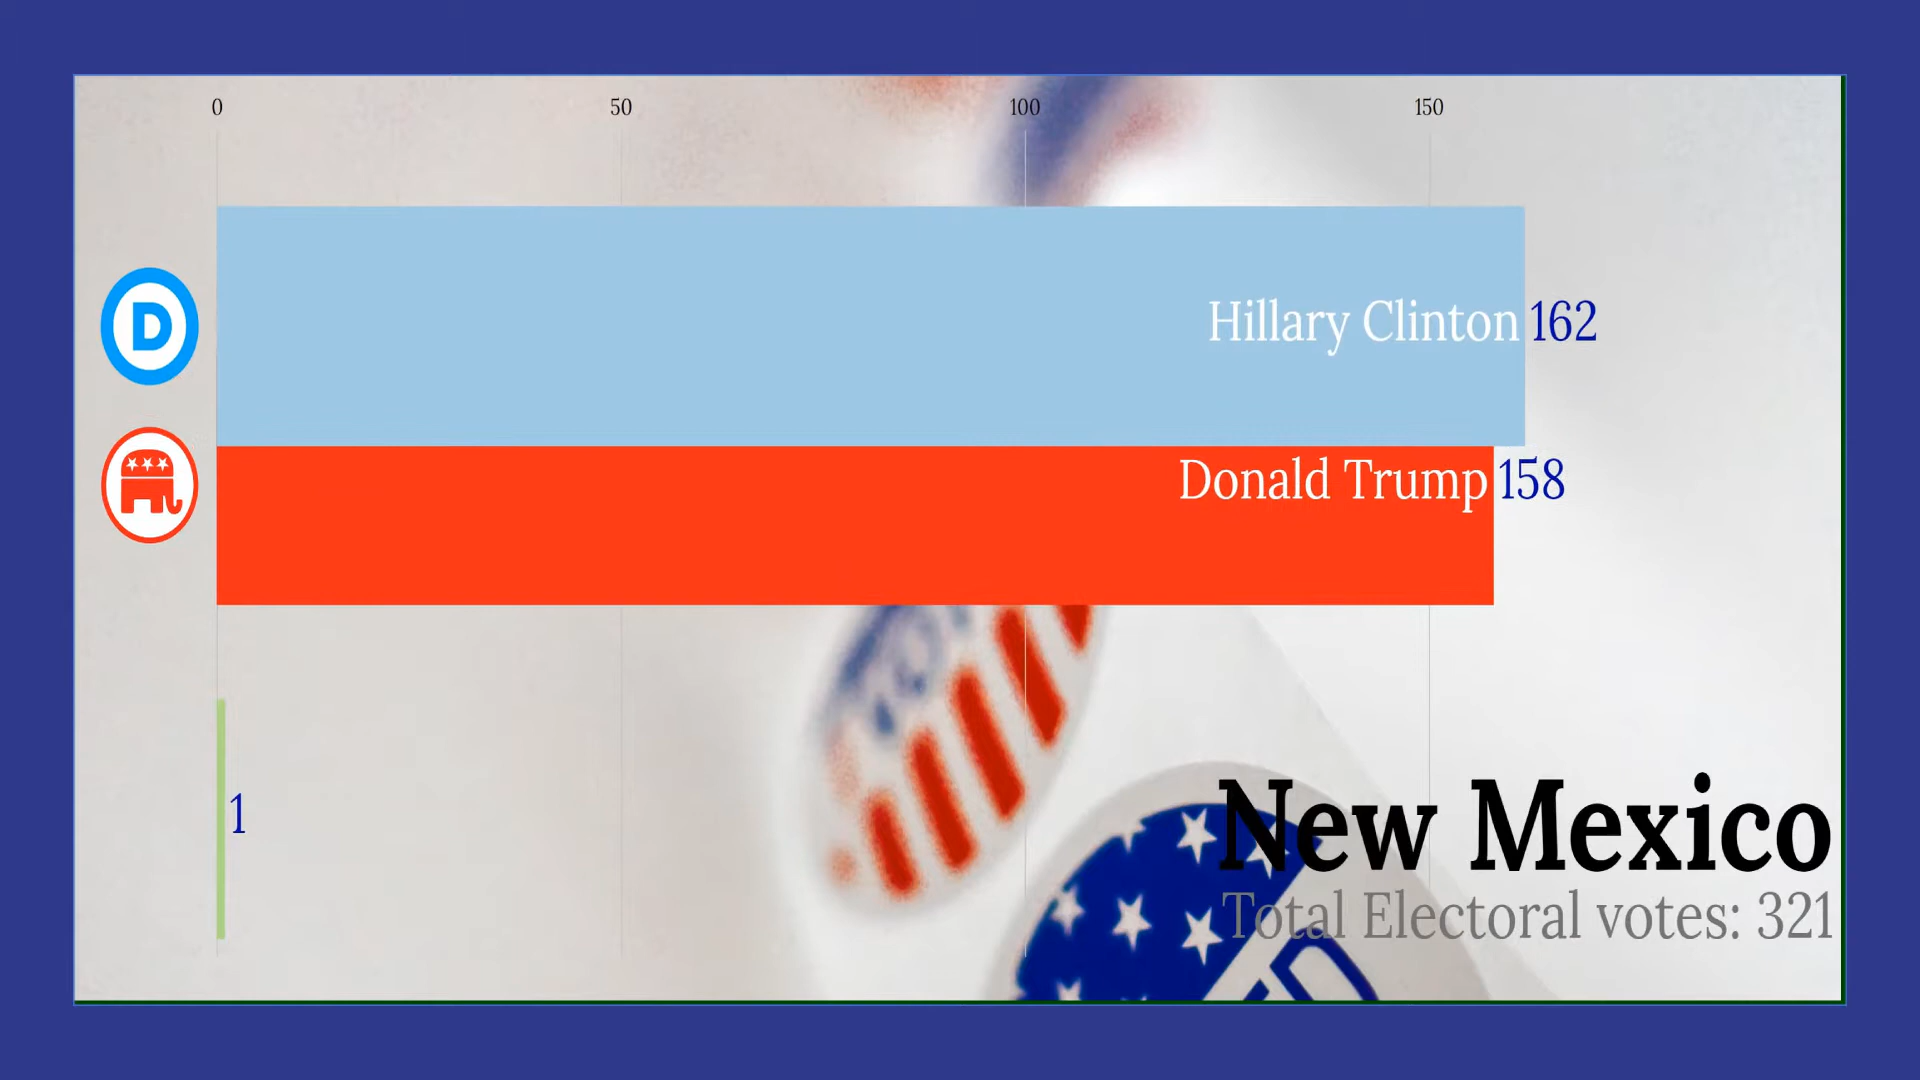 0 50 100 150
D
Hillary Clinton 162
Donald Trump 158
1
New Mexico
Total Electoral votes: 321